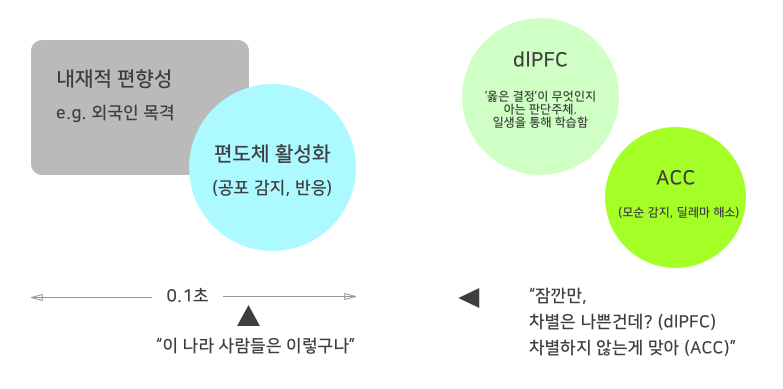 내재적 편향성
e.g. 외국인 목격
편도체 활성화
(공포 감지, 반응)
dlPFC
‘옳은 결정’이 무엇인지
아는 판단주체.
일생을 통해 학습함
ACC
(모순 감지, 딜레마 해소)
0.1초
“이 나라 사람들은 이렇구나”
“잠깐만,
차별은 나쁜건데? (dlPFC)
차별하지 않는게 맞아 (ACC)”